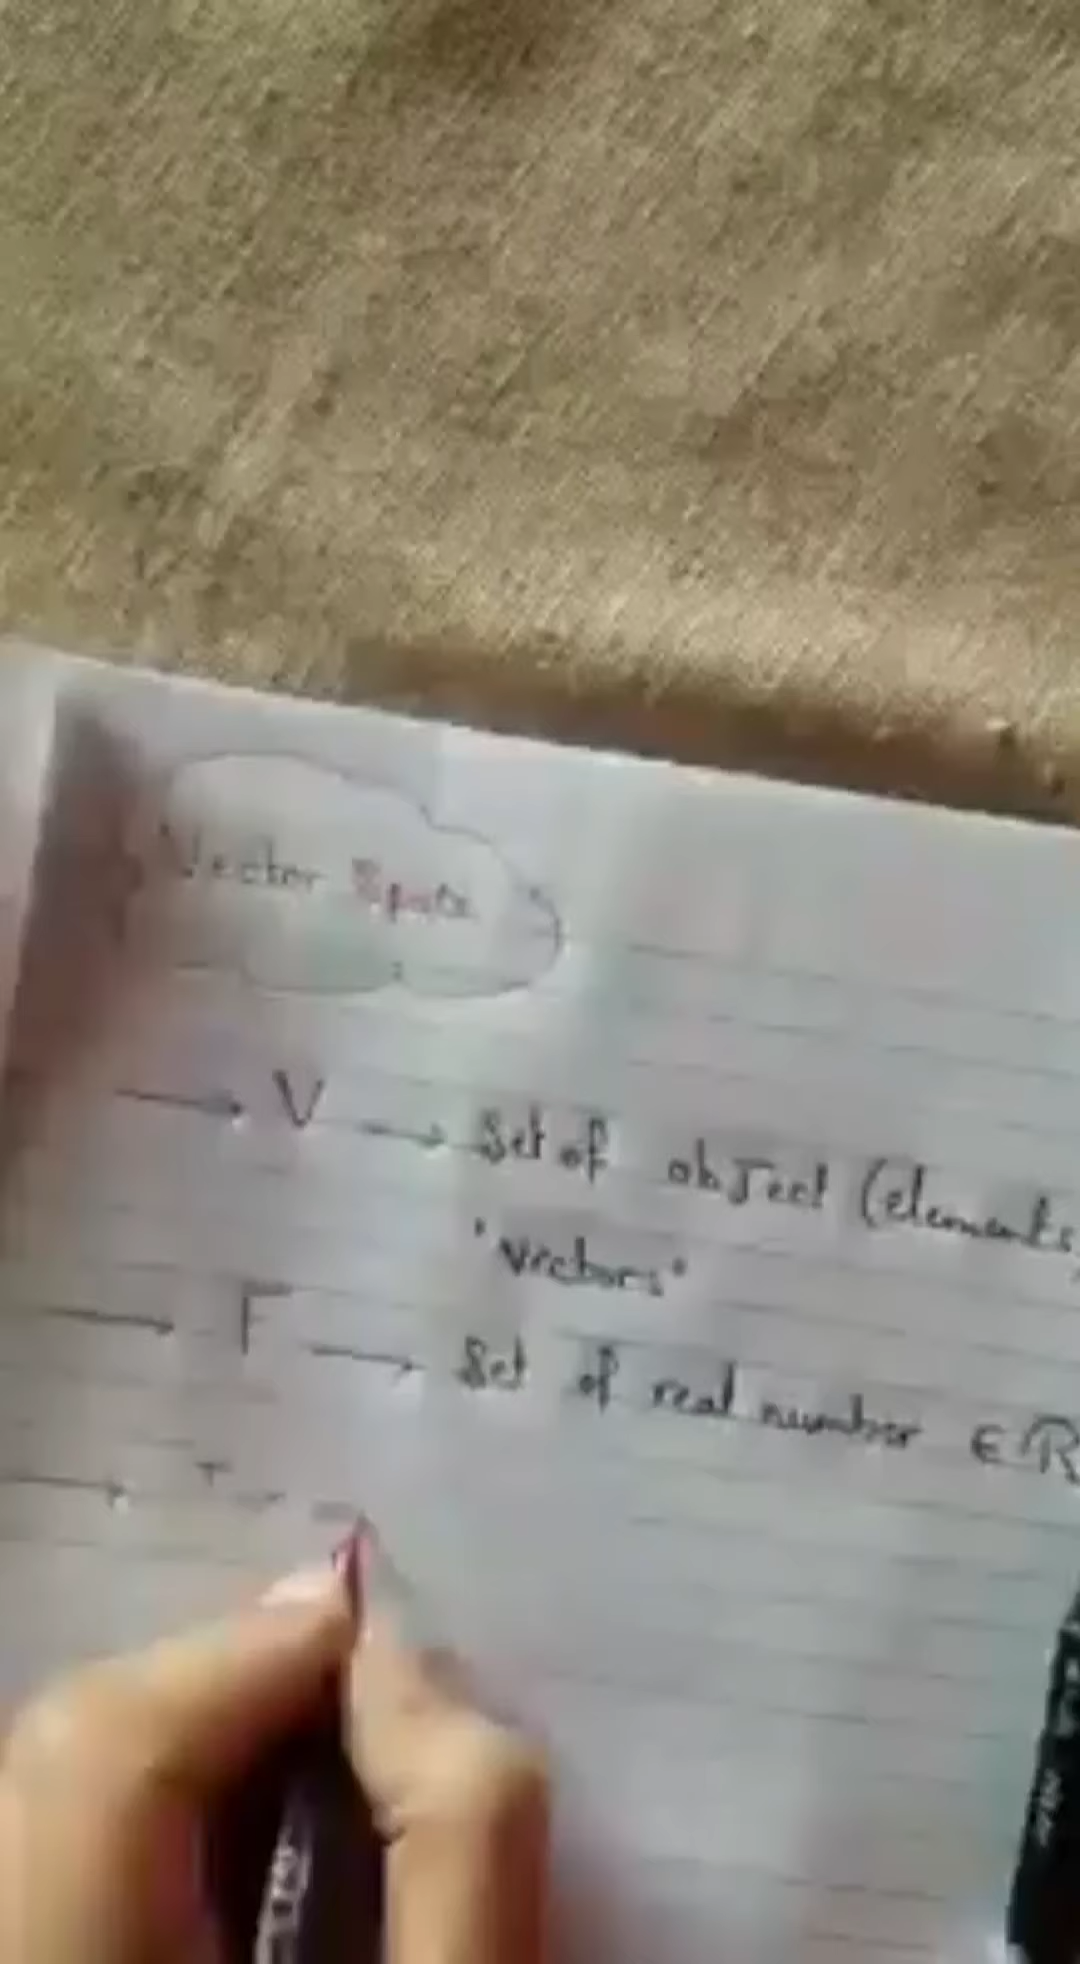 Vector Space
→ V → Set of object (elements)
"vectors"
→ F → Set of real number ∈ ℝ
→ +